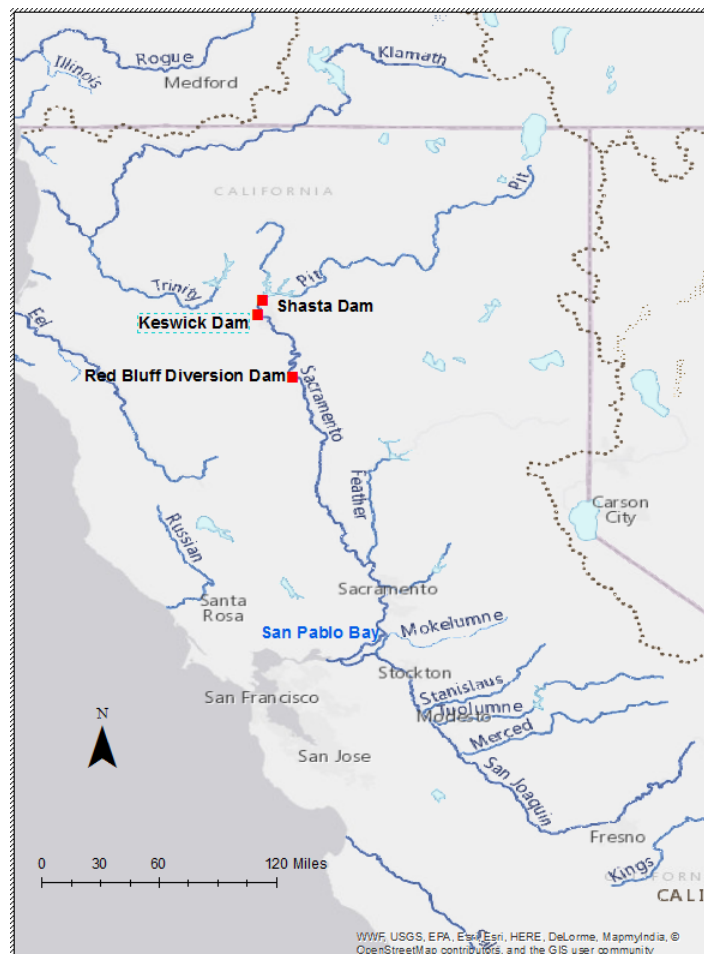 Rogue
Klamath
Illinois
Medford
CALIFORNIA
Pit
Trinity
Pit
Shasta Dam
Keswick Dam
Eel
Red Bluff Diversion Dam
Sacramento
Feather
Carson
City
Russian
Santa
Rosa
Sacramento
San Pablo Bay
Mokelumne
Stockton
Stanislaus
San Francisco
Tuolumne
Modesto
Merced
N
San Jose
San Joaquin
Fresno
0 30 60 120 Miles
Kings
CALIFORNIA
CALI
WWF, USGS, EPA, Esri, Esri, HERE, DeLorme, MapmyIndia, ©
OpenStreetMap contributors, and the GIS user community